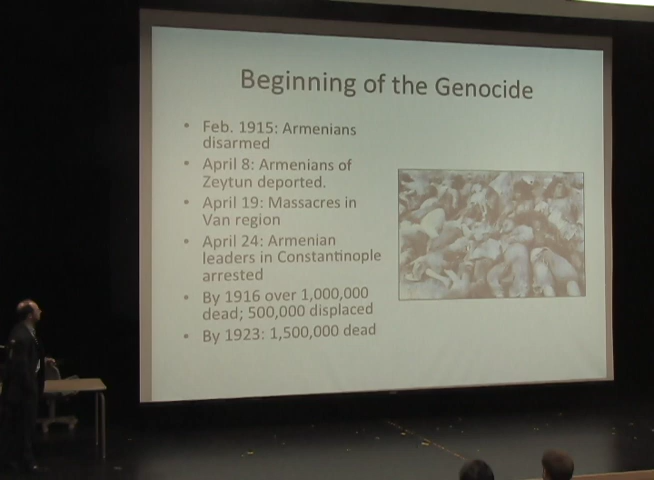 Beginning of the Genocide
• Feb. 1915: Armenians
disarmed
• April 8: Armenians of
Zeytun deported.
• April 19: Massacres in
Van region
• April 24: Armenian
leaders in Constantinople
arrested
• By 1916 over 1,000,000
dead; 500,000 displaced
• By 1923: 1,500,000 dead